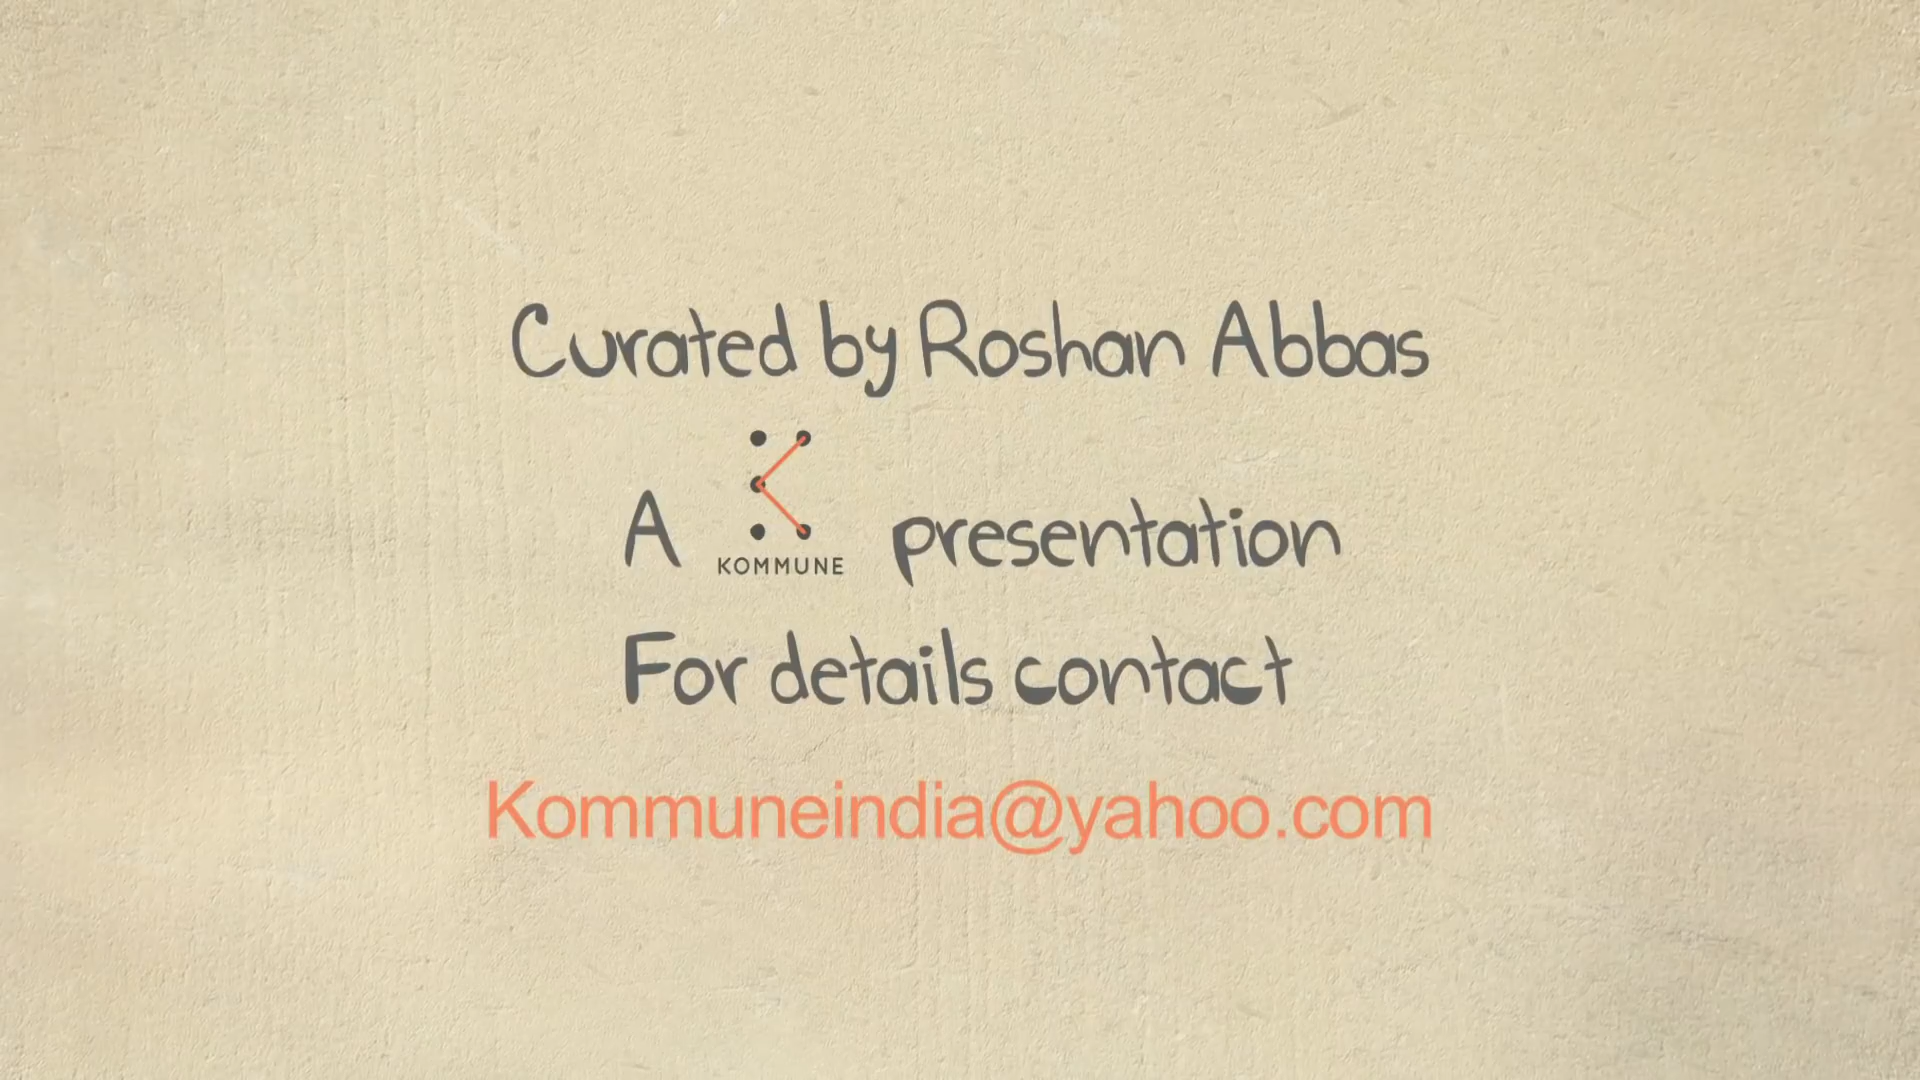 Curated by Roshan Abbas
A KOMMUNE presentation
For details contact
Kommuneindia@yahoo.com